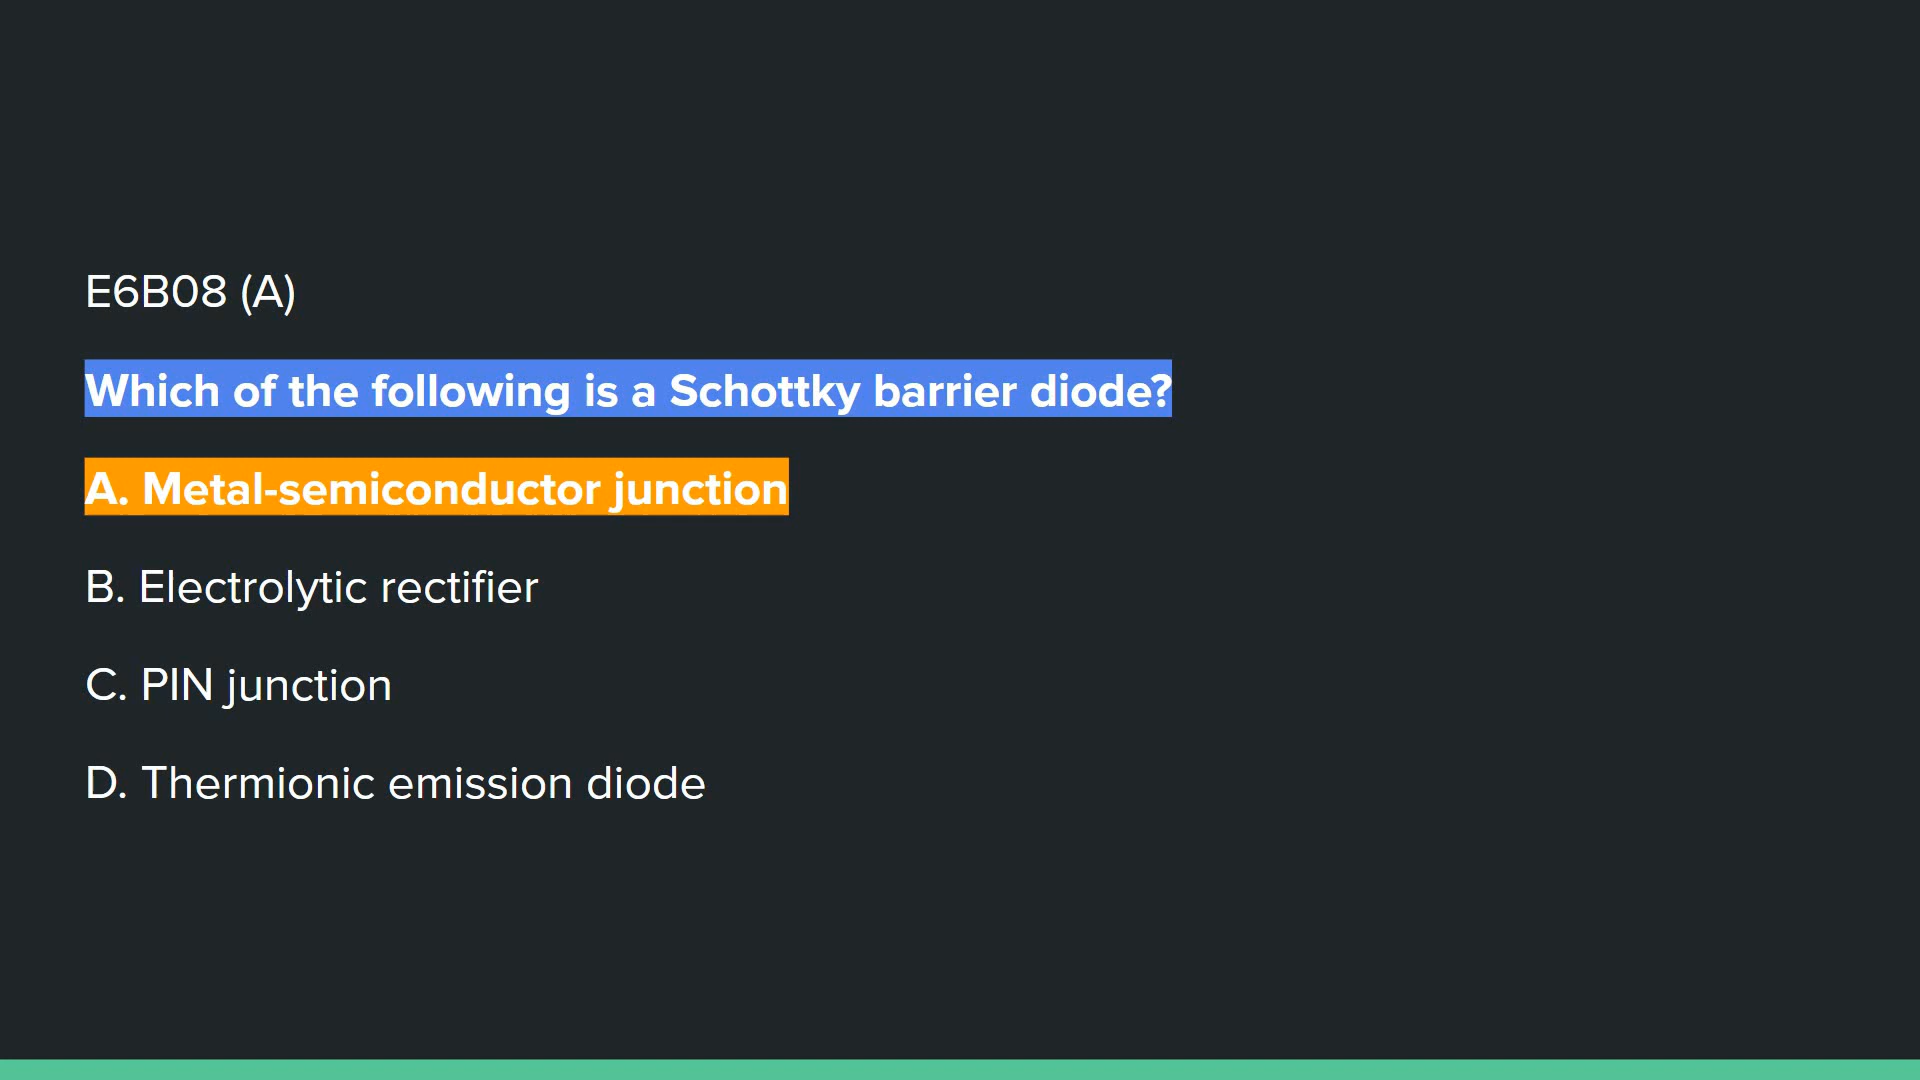 E6B08 (A)
Which of the following is a Schottky barrier diode?
A. Metal-semiconductor junction
B. Electrolytic rectifier
C. PIN junction
D. Thermionic emission diode